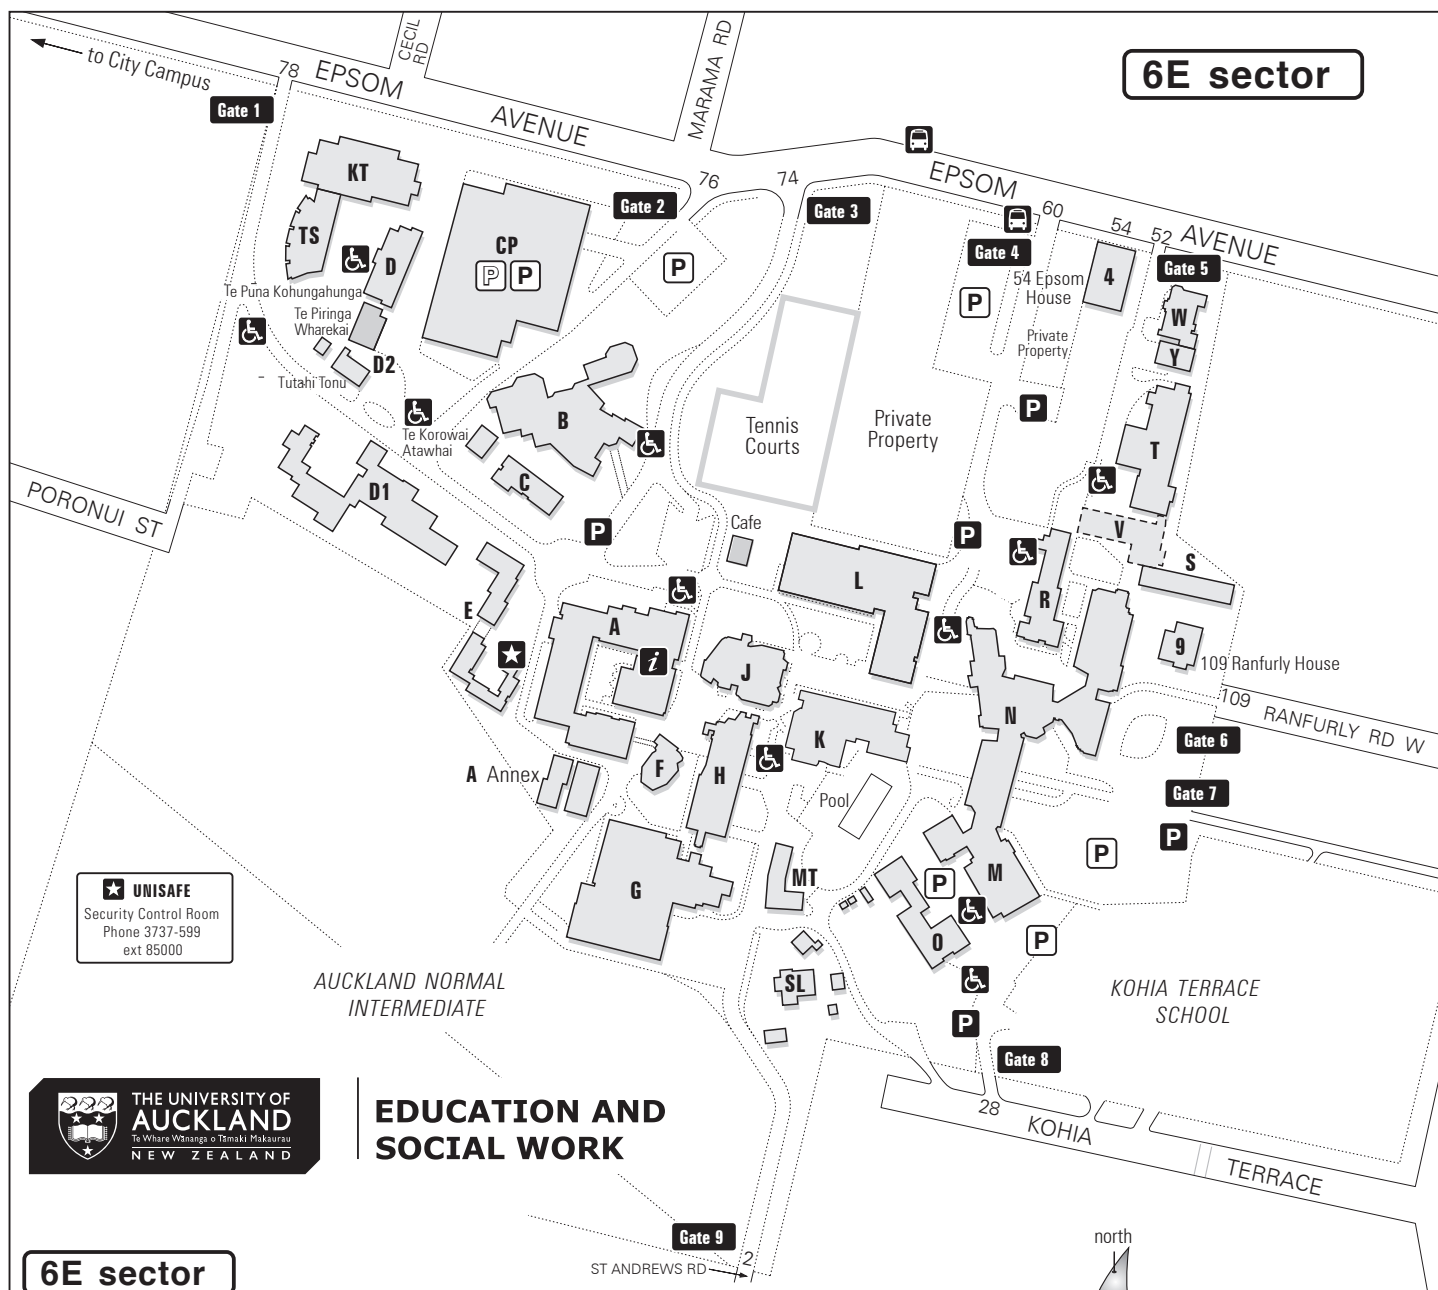 to City Campus
78
EPSOM
AVENUE
CECIL
RD
MARAMA RD
6E sector
Gate 1
76
74
EPSOM
AVENUE
60
54
52
Gate 2
Gate 3
Gate 4
Gate 5
KT
TS
D
CP
P
P
P
P
54 Epsom
House
4
Private
Property
W
Y
Te Puna Kohungahunga
Te Piringa
Wharekai
D2
Tutahi Tonu
Te Korowai
Atawhai
B
C
Tennis
Courts
Private
Property
P
T
V
S
D1
PORONUI ST
P
Cafe
P
L
R
9
109 Ranfurly House
109
RANFURLY RD W
E
A
i
J
K
N
Gate 6
Gate 7
P
A Annex
F
H
Pool
P
G
MT
M
P
O
P
SL
P
UNISAFE
Security Control Room
Phone 3737-599
ext 85000
AUCKLAND NORMAL
INTERMEDIATE
KOHIA TERRACE
SCHOOL
Gate 8
28
KOHIA
TERRACE
THE UNIVERSITY OF
AUCKLAND
Te Whare Wānanga o Tāmaki Makaurau
NEW ZEALAND
EDUCATION AND
SOCIAL WORK
Gate 9
2
ST ANDREWS RD
north
6E sector